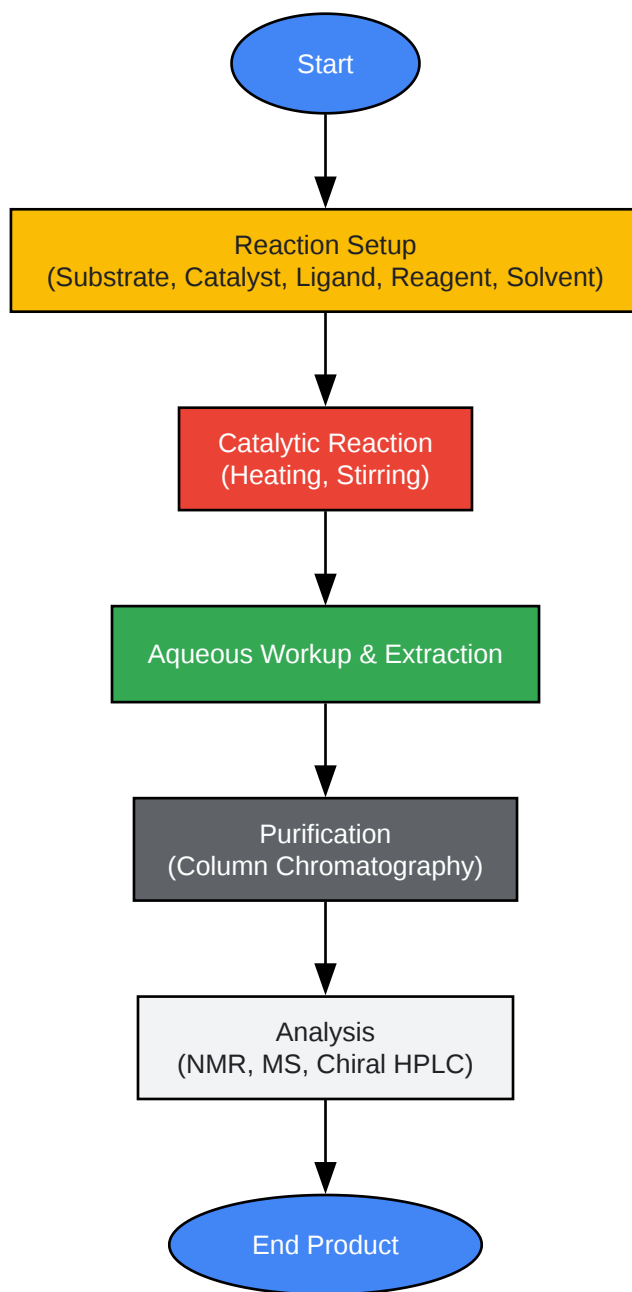 Start
Reaction Setup
(Substrate, Catalyst, Ligand, Reagent, Solvent)
Catalytic Reaction
(Heating, Stirring)
Aqueous Workup & Extraction
Purification
(Column Chromatography)
Analysis
(NMR, MS, Chiral HPLC)
End Product